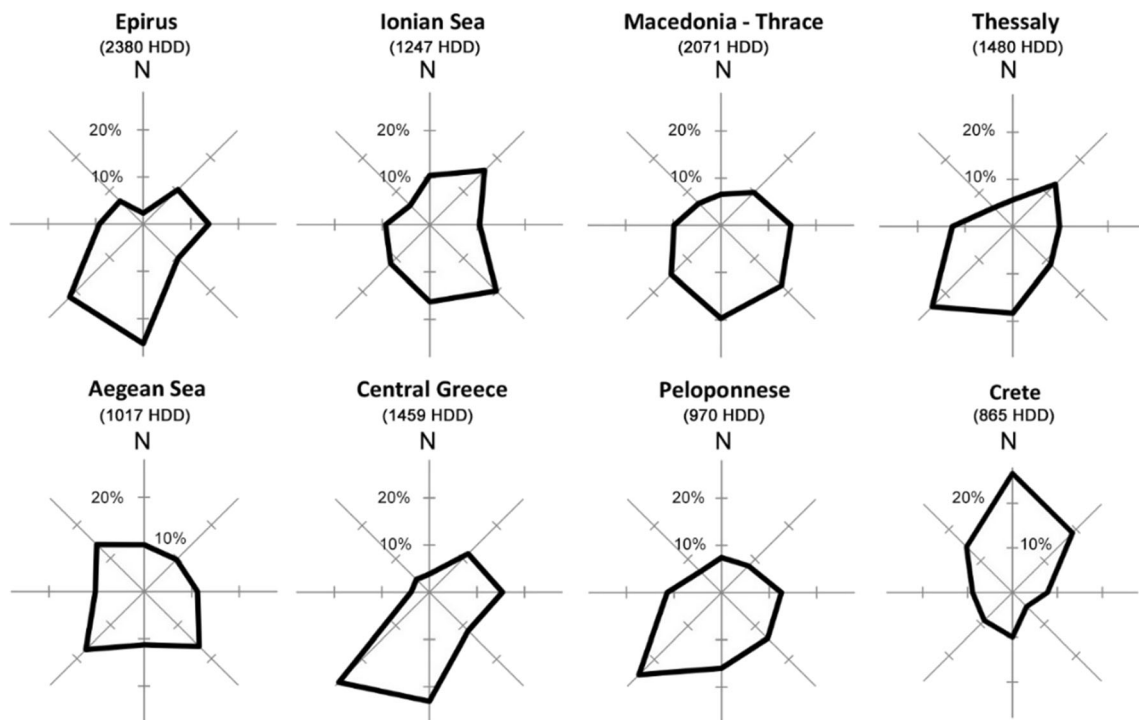 Epirus
(2380 HDD)
N
20%
10%
Ionian Sea
(1247 HDD)
N
20%
10%
Macedonia - Thrace
(2071 HDD)
N
20%
10%
Thessaly
(1480 HDD)
N
20%
10%
Aegean Sea
(1017 HDD)
N
20%
10%
Central Greece
(1459 HDD)
N
20%
10%
Peloponnese
(970 HDD)
N
20%
10%
Crete
(865 HDD)
N
20%
10%